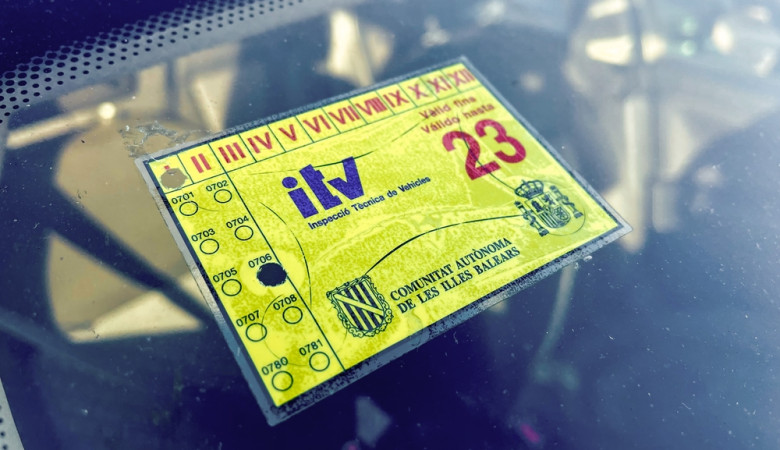 I II III IV V VI VII VIII IX X XI XII
Vàlid fins
Válido hasta
23
itv
Inspecció Tècnica de Vehicles
0701
0702
0703
0704
0705
0706
0707
0708
0780
0781
COMUNITAT AUTÒNOMA
DE LES ILLES BALEARS